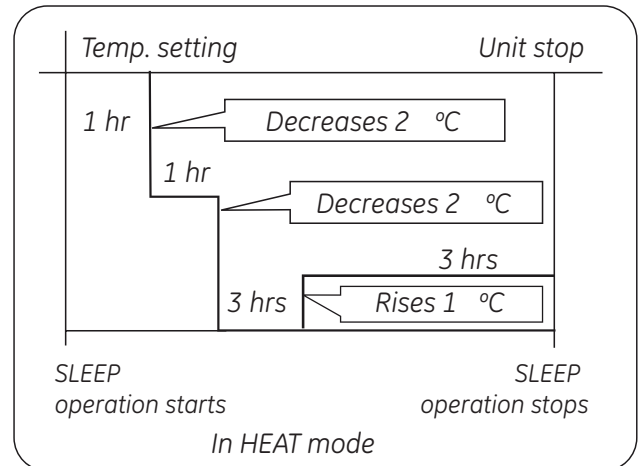 Temp. setting Unit stop
1 hr Decreases 2 ºC
1 hr
Decreases 2 ºC
3 hrs
3 hrs Rises 1 ºC
SLEEP SLEEP
operation starts operation stops
In HEAT mode